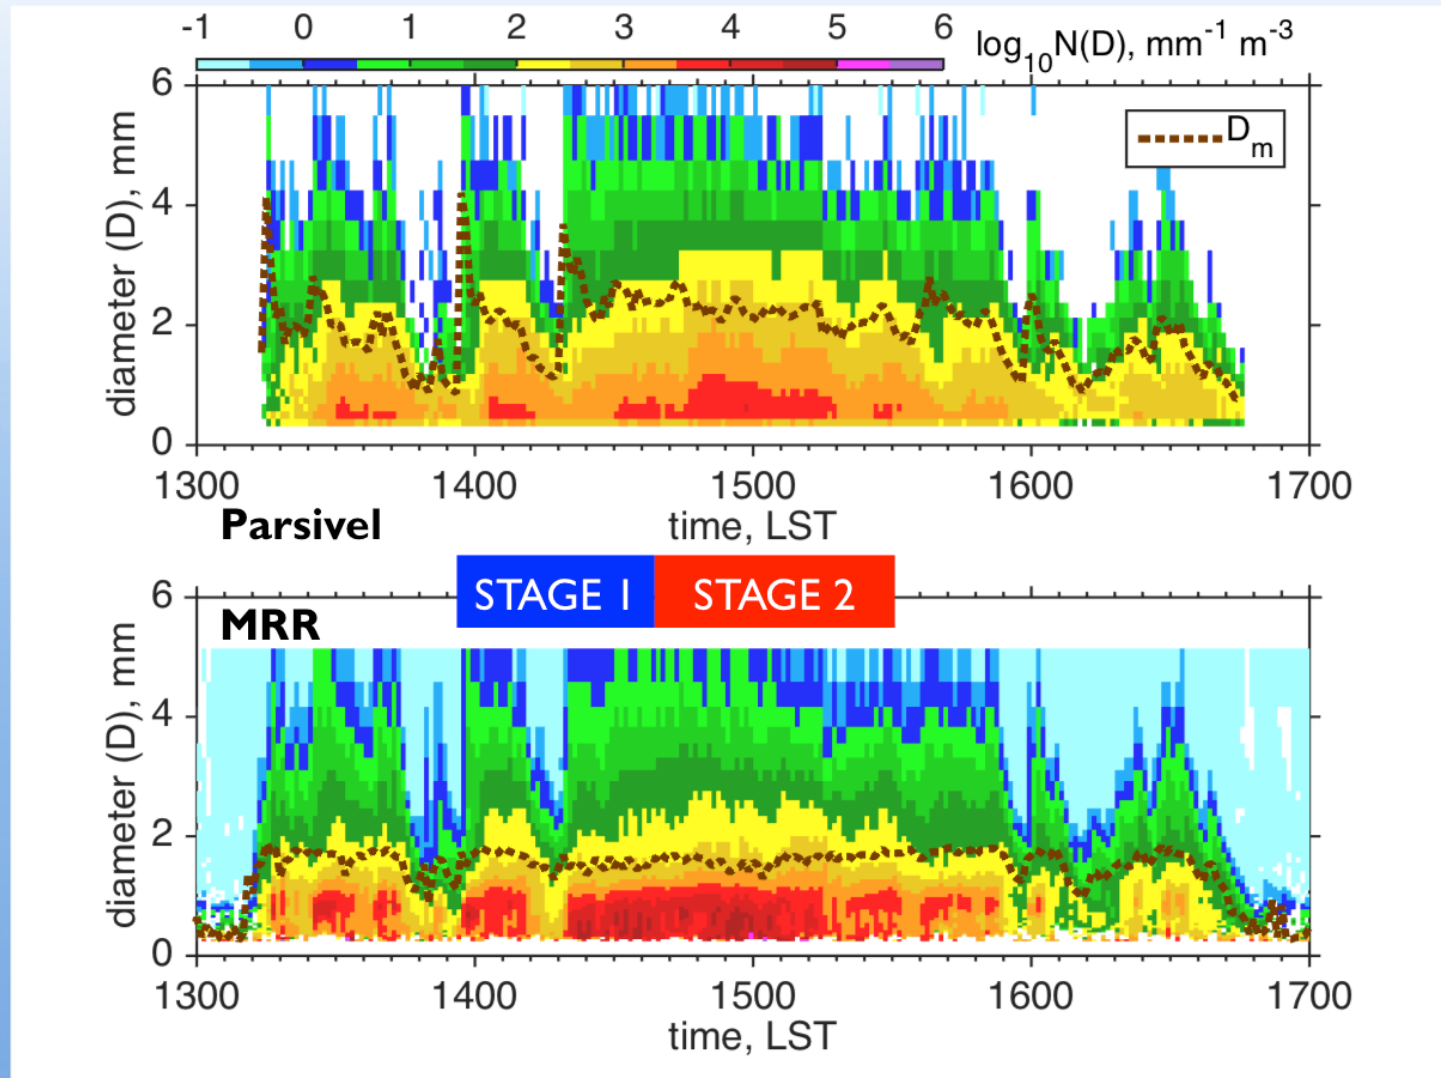 -1 0 1 2 3 4 5 6
log10N(D), mm-1 m-3
6
4
2
0
diameter (D), mm
Dm
1300 1400 1500 1600 1700
time, LST
Parsivel
STAGE 1 STAGE 2
MRR
6
4
2
0
diameter (D), mm
1300 1400 1500 1600 1700
time, LST